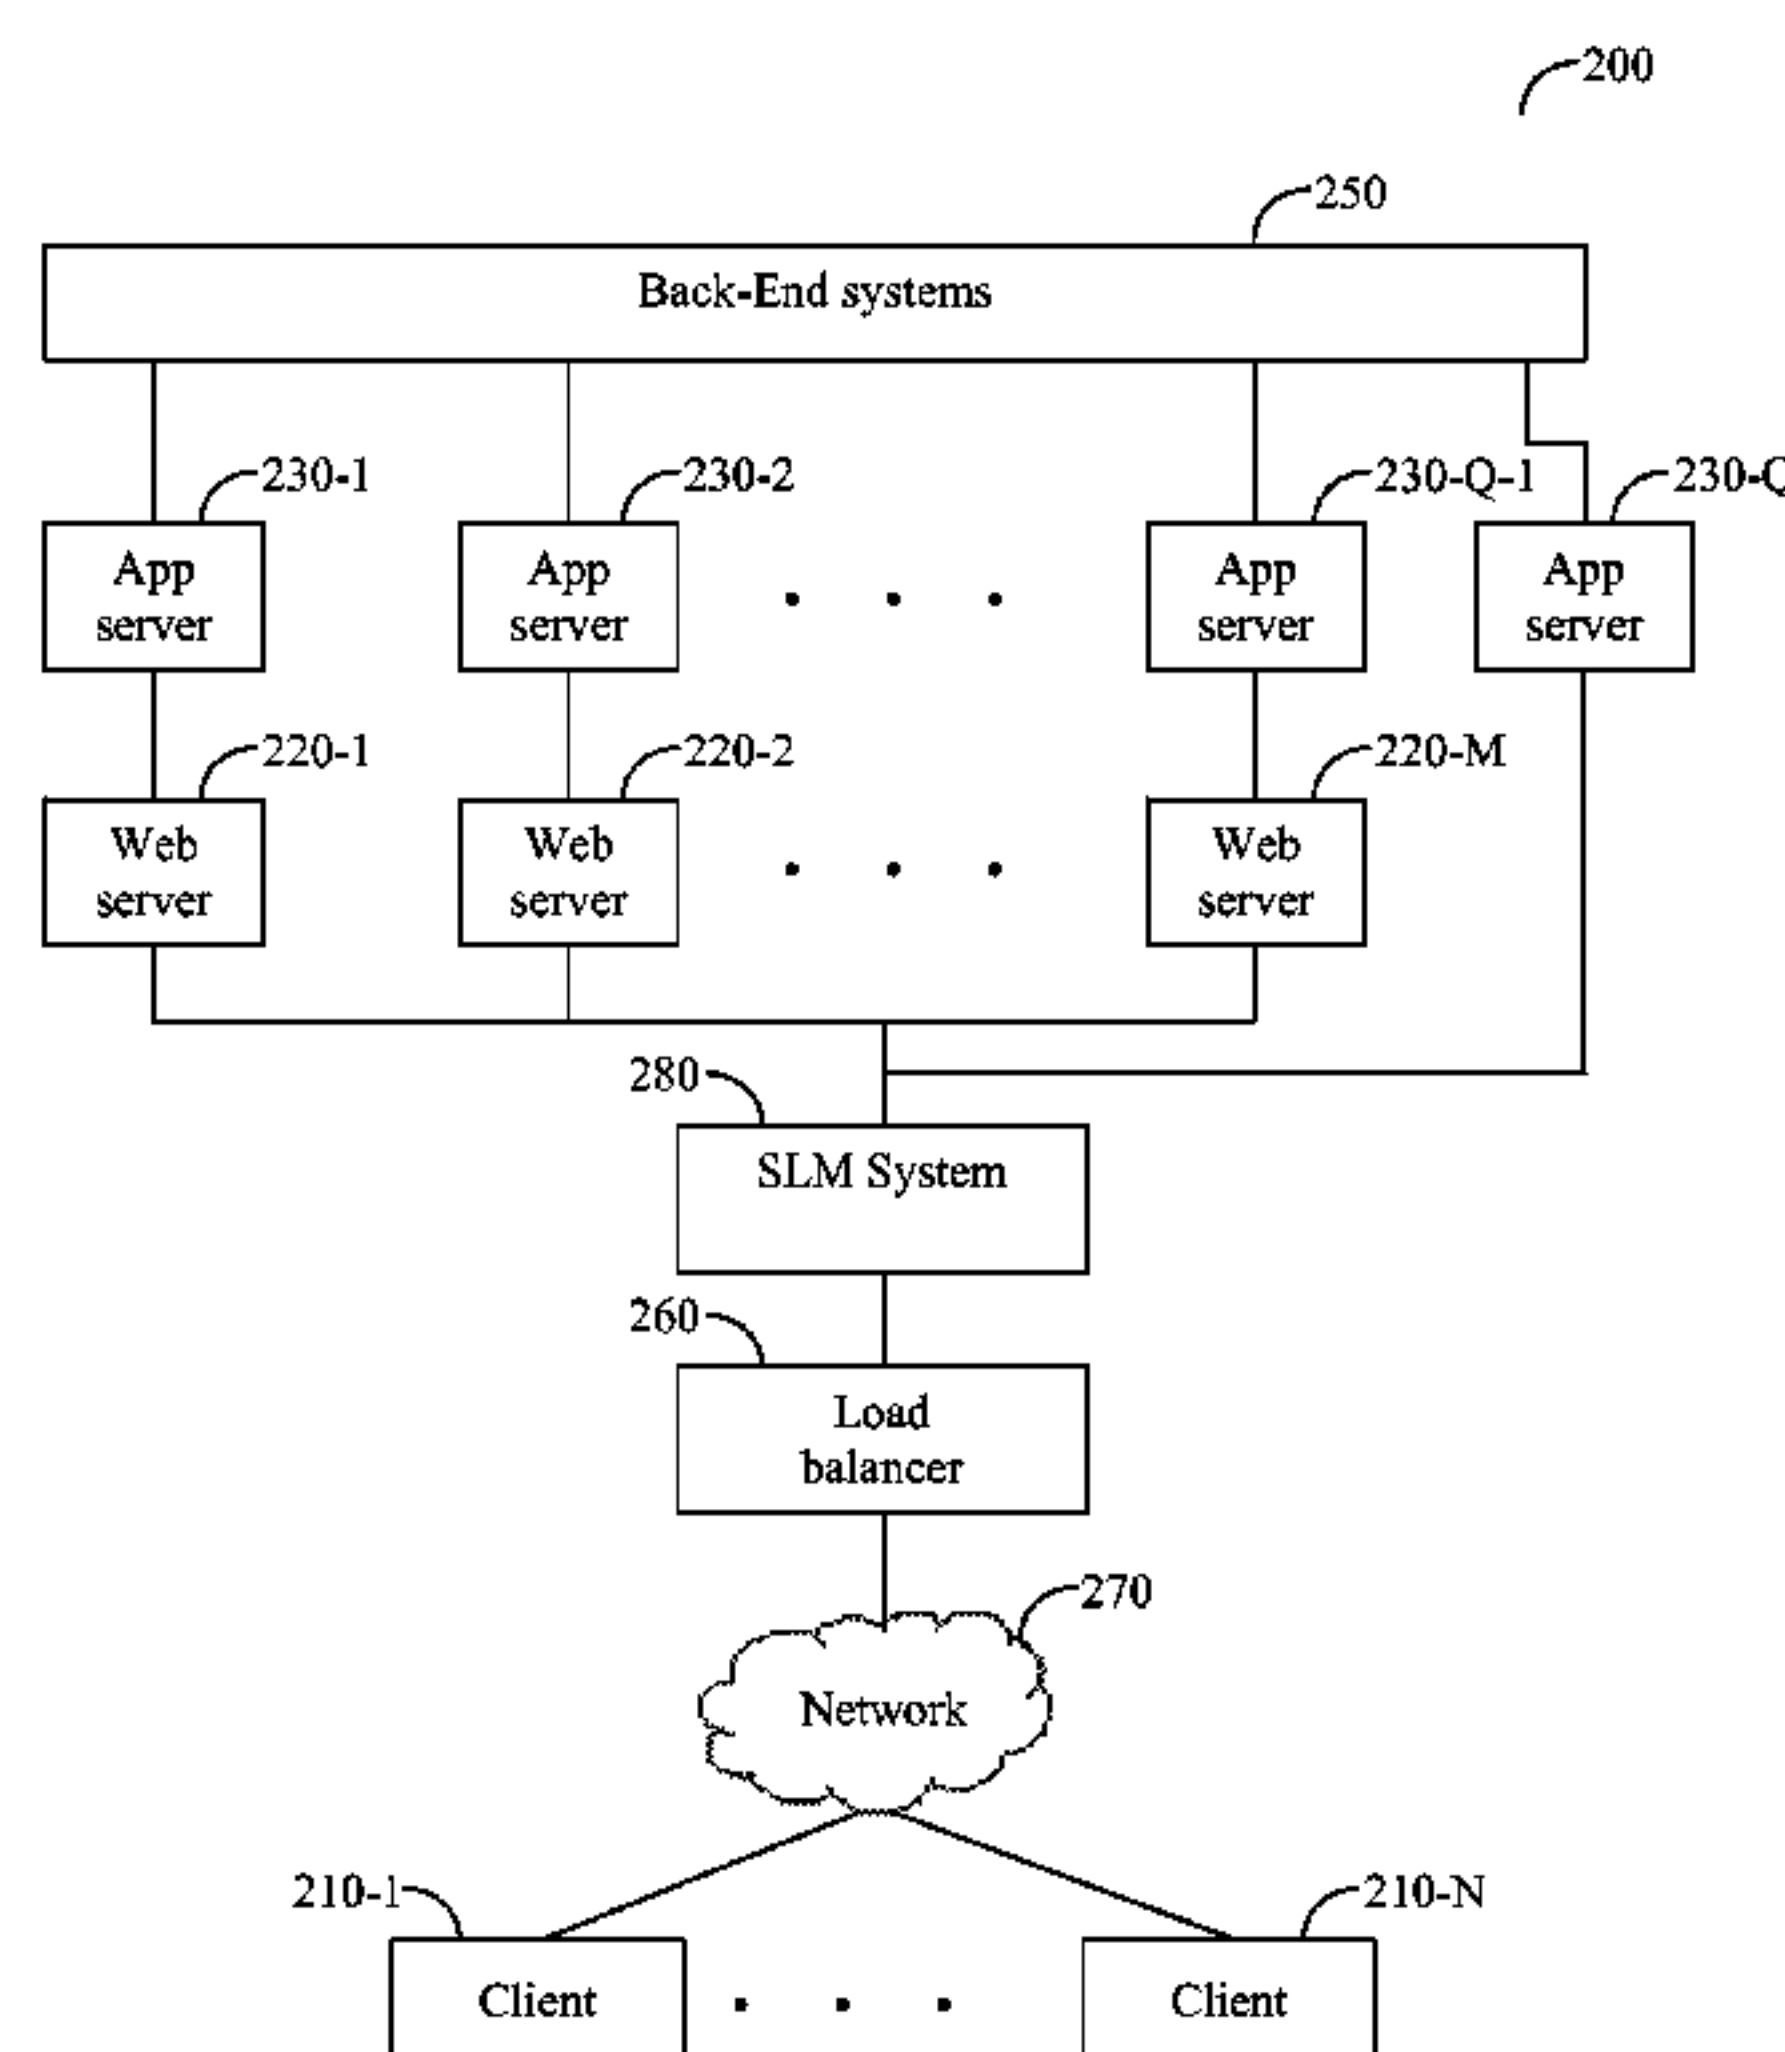 200
250
Back-End systems
230-1
230-2
230-Q-1
230-Q
App
server
App
server
App
server
App
server
220-1
220-2
220-M
Web
server
Web
server
Web
server
280
SLM System
260
Load
balancer
270
Network
210-1
210-N
Client
Client